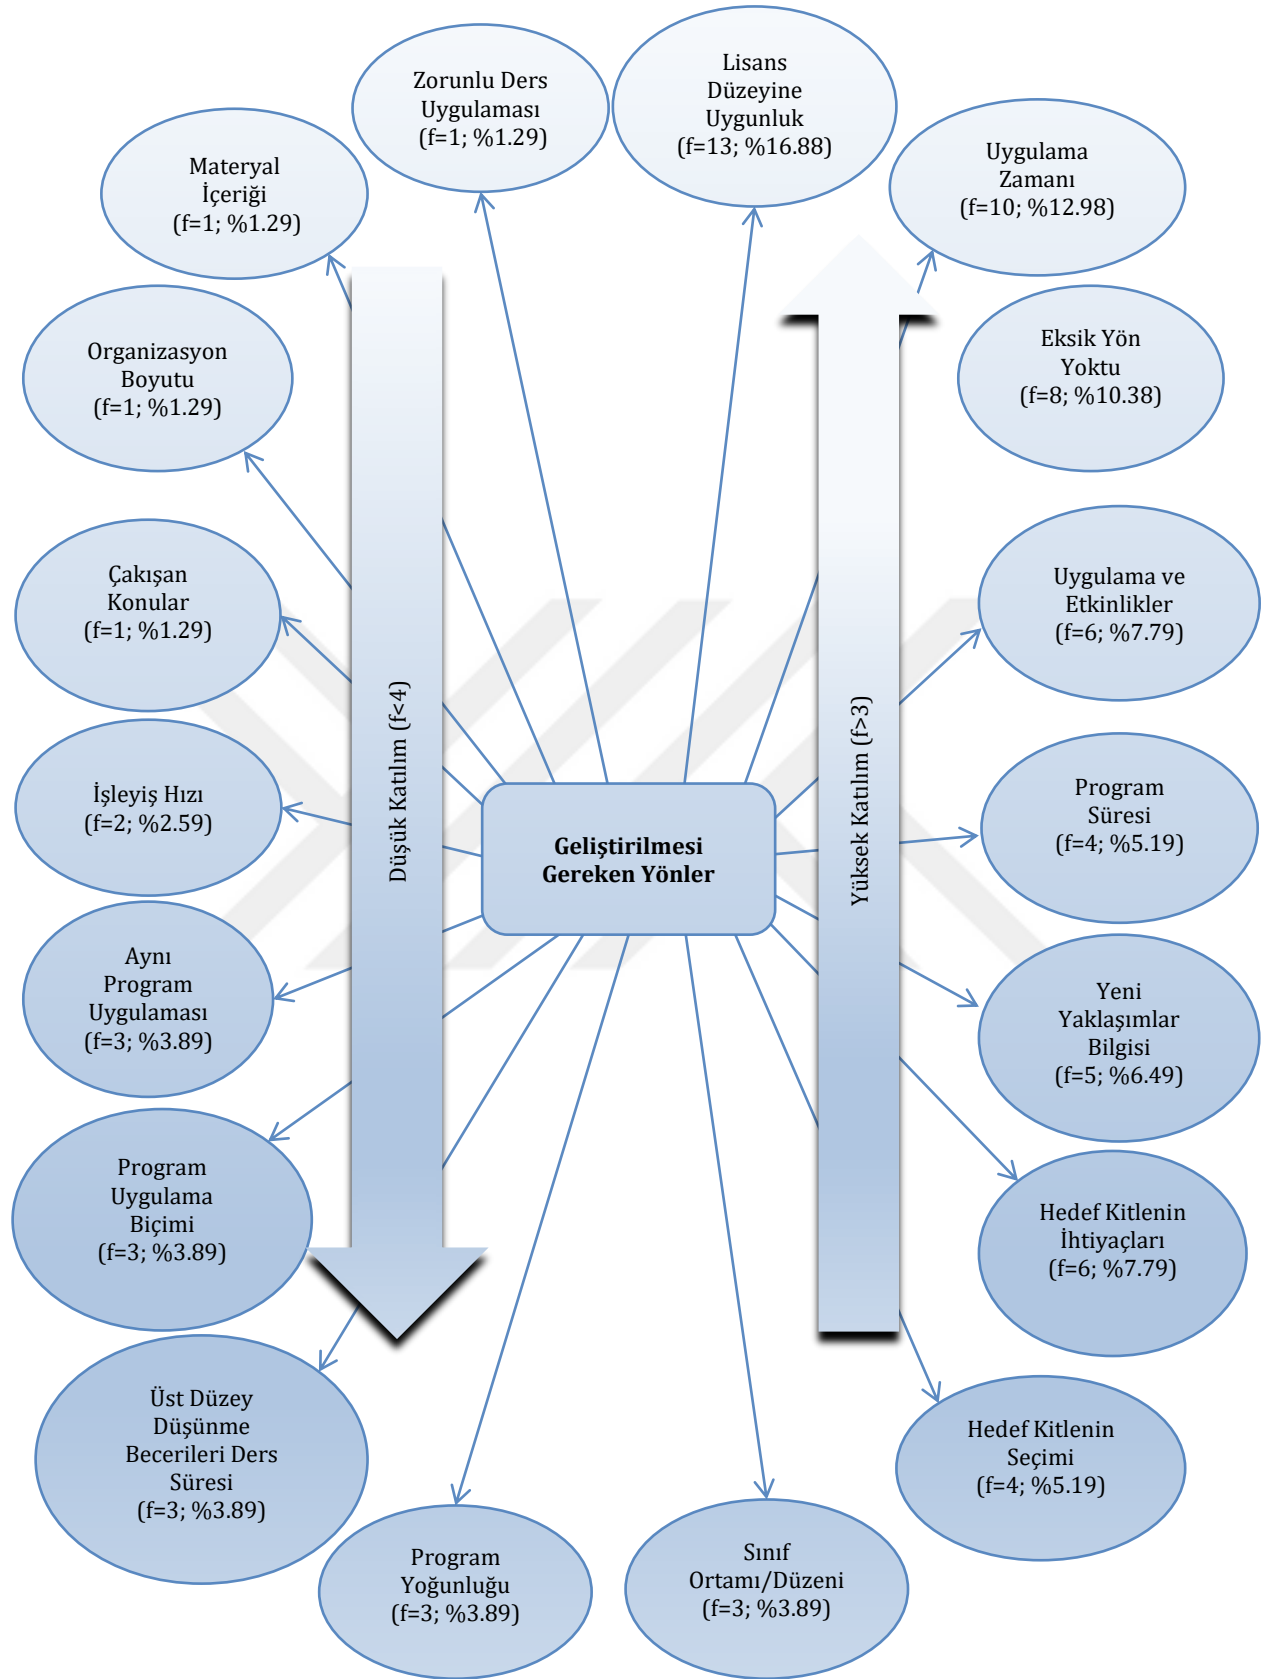 Zorunlu Ders
Uygulaması
(f=1; %1.29)
Lisans
Düzeyine
Uygunluk
(f=13; %16.88)
Materyal
İçeriği
(f=1; %1.29)
Uygulama
Zamanı
(f=10; %12.98)
Organizasyon
Boyutu
(f=1; %1.29)
Eksik Yön
Yoktu
(f=8; %10.38)
Çakışan
Konular
(f=1; %1.29)
Uygulama ve
Etkinlikler
(f=6; %7.79)
Düşük Katılım (f<4)
Yüksek Katılım (f>3)
İşleyiş Hızı
(f=2; %2.59)
Program
Süresi
(f=4; %5.19)
Geliştirilmesi
Gereken Yönler
Aynı
Program
Uygulaması
(f=3; %3.89)
Yeni
Yaklaşımlar
Bilgisi
(f=5; %6.49)
Program
Uygulama
Biçimi
(f=3; %3.89)
Hedef Kitlenin
İhtiyaçları
(f=6; %7.79)
Üst Düzey
Düşünme
Becerileri Ders
Süresi
(f=3; %3.89)
Hedef Kitlenin
Seçimi
(f=4; %5.19)
Program
Yoğunluğu
(f=3; %3.89)
Sınıf
Ortamı/Düzeni
(f=3; %3.89)